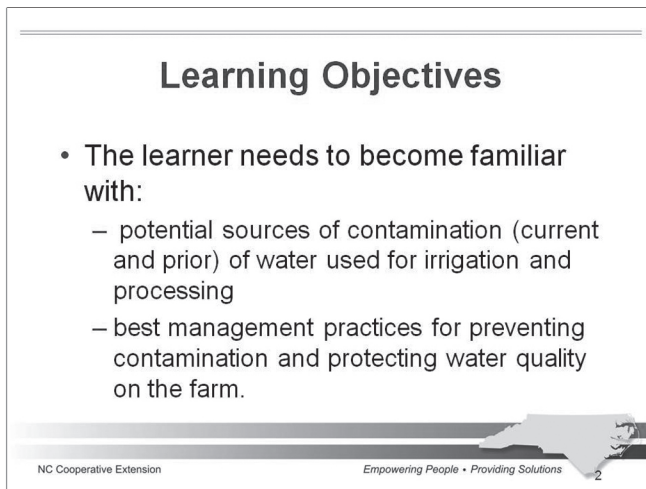 Learning Objectives
• The learner needs to become familiar
with:
– potential sources of contamination (current
and prior) of water used for irrigation and
processing
– best management practices for preventing
contamination and protecting water quality
on the farm.
NC Cooperative Extension
Empowering People • Providing Solutions
2